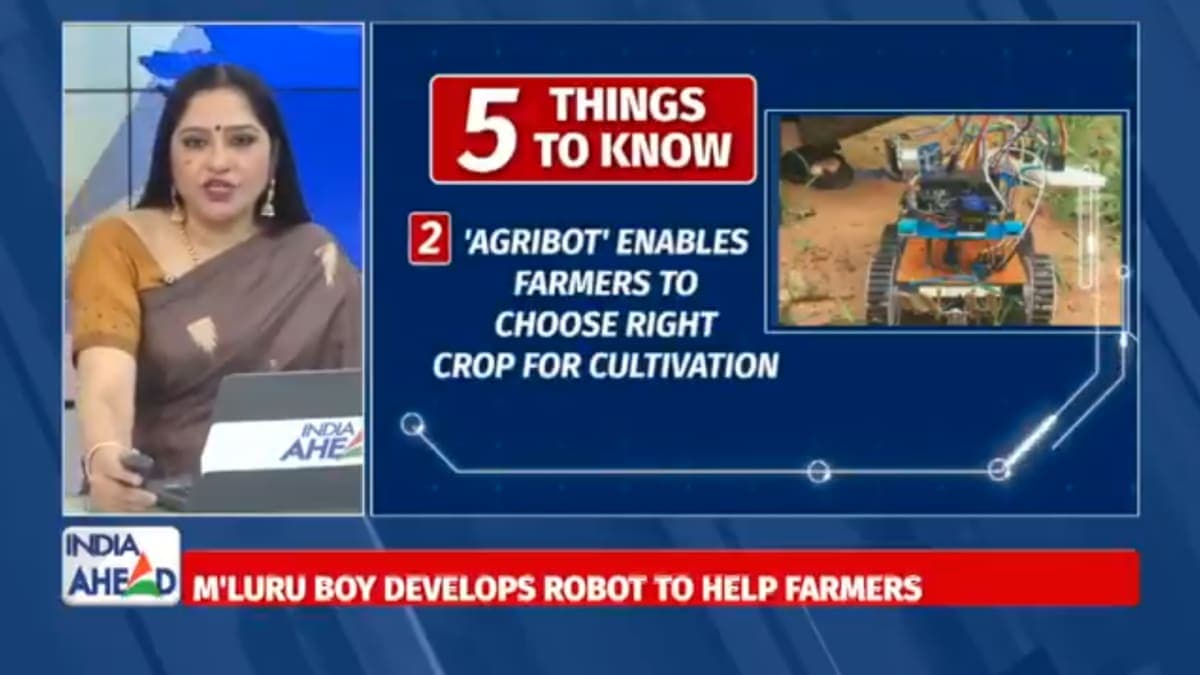 5 THINGS
TO KNOW
2 'AGRIBOT' ENABLES
FARMERS TO
CHOOSE RIGHT
CROP FOR CULTIVATION
INDIA
AHEA
INDIA
AHEAD
M'LURU BOY DEVELOPS ROBOT TO HELP FARMERS